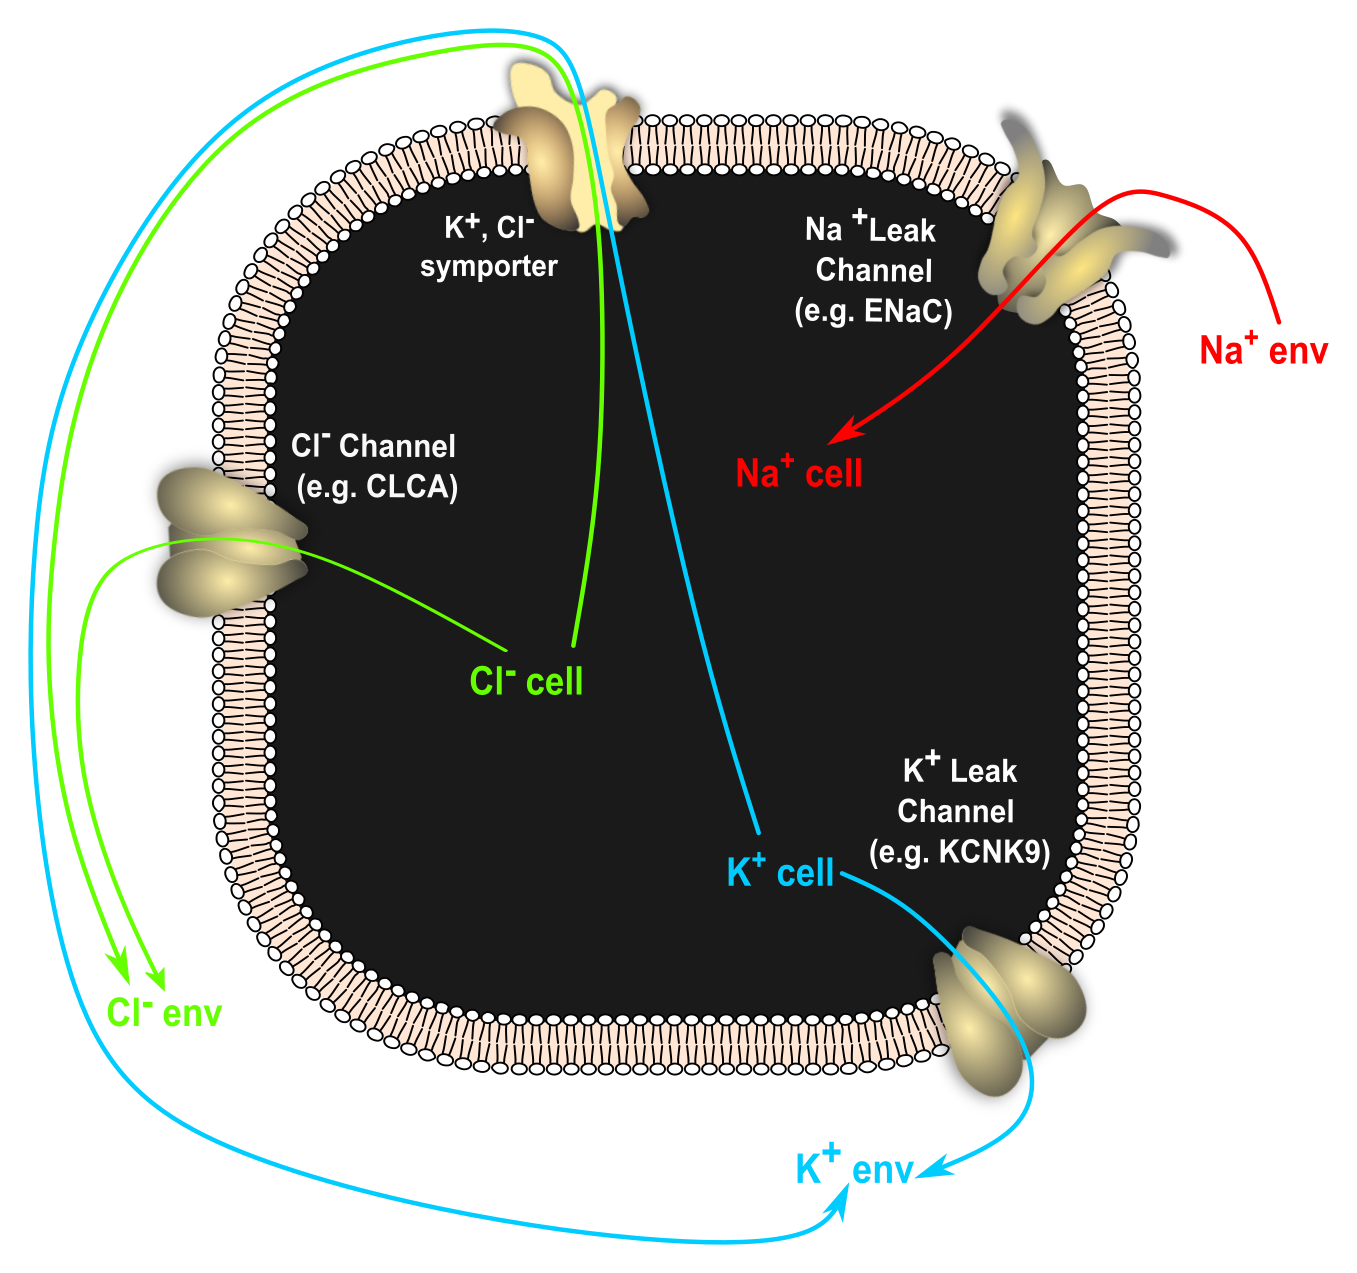 K⁺, Cl⁻
symporter
Na ⁺Leak
Channel
(e.g. ENaC)
Na⁺ env
Cl⁻ Channel
(e.g. CLCA)
Na⁺ cell
Cl⁻ cell
K⁺ Leak
Channel
(e.g. KCNK9)
K⁺ cell
Cl⁻ env
K⁺ env